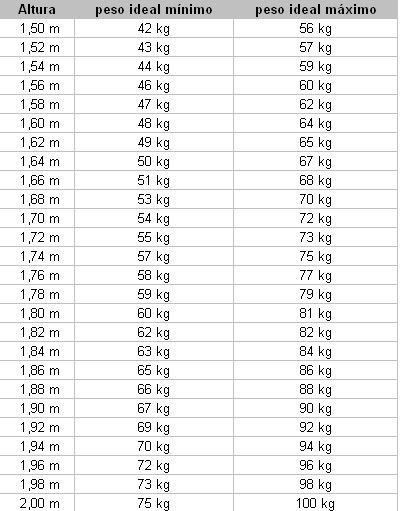 Altura peso ideal mínimo peso ideal máximo
1,50 m 42 kg 56 kg
1,52 m 43 kg 57 kg
1,54 m 44 kg 59 kg
1,56 m 46 kg 60 kg
1,58 m 47 kg 62 kg
1,60 m 48 kg 64 kg
1,62 m 49 kg 65 kg
1,64 m 50 kg 67 kg
1,66 m 51 kg 68 kg
1,68 m 53 kg 70 kg
1,70 m 54 kg 72 kg
1,72 m 55 kg 73 kg
1,74 m 57 kg 75 kg
1,76 m 58 kg 77 kg
1,78 m 59 kg 79 kg
1,80 m 60 kg 81 kg
1,82 m 62 kg 82 kg
1,84 m 63 kg 84 kg
1,86 m 65 kg 86 kg
1,88 m 66 kg 88 kg
1,90 m 67 kg 90 kg
1,92 m 69 kg 92 kg
1,94 m 70 kg 94 kg
1,96 m 72 kg 96 kg
1,98 m 73 kg 98 kg
2,00 m 75 kg 100 kg